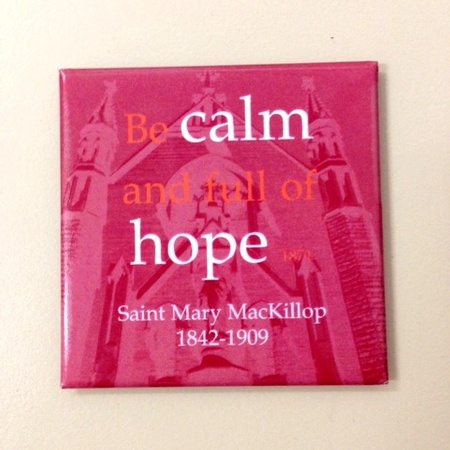 Be calm
and full of
hope 1873
Saint Mary MacKillop
1842-1909